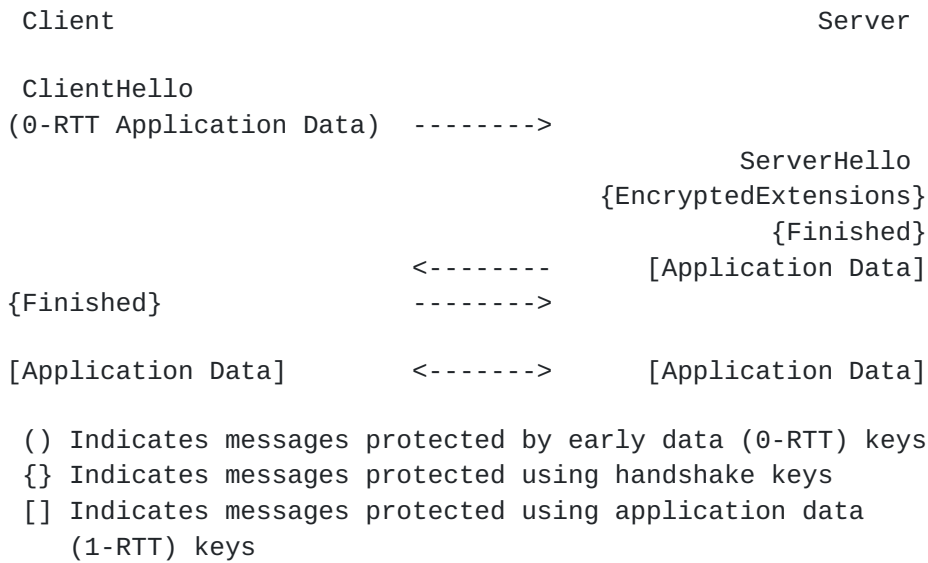 Client Server
ClientHello
(0-RTT Application Data) -------->
ServerHello
{EncryptedExtensions}
{Finished}
<-------- [Application Data]
{Finished} -------->
[Application Data] <-------> [Application Data]
() Indicates messages protected by early data (0-RTT) keys
{} Indicates messages protected using handshake keys
[] Indicates messages protected using application data
(1-RTT) keys